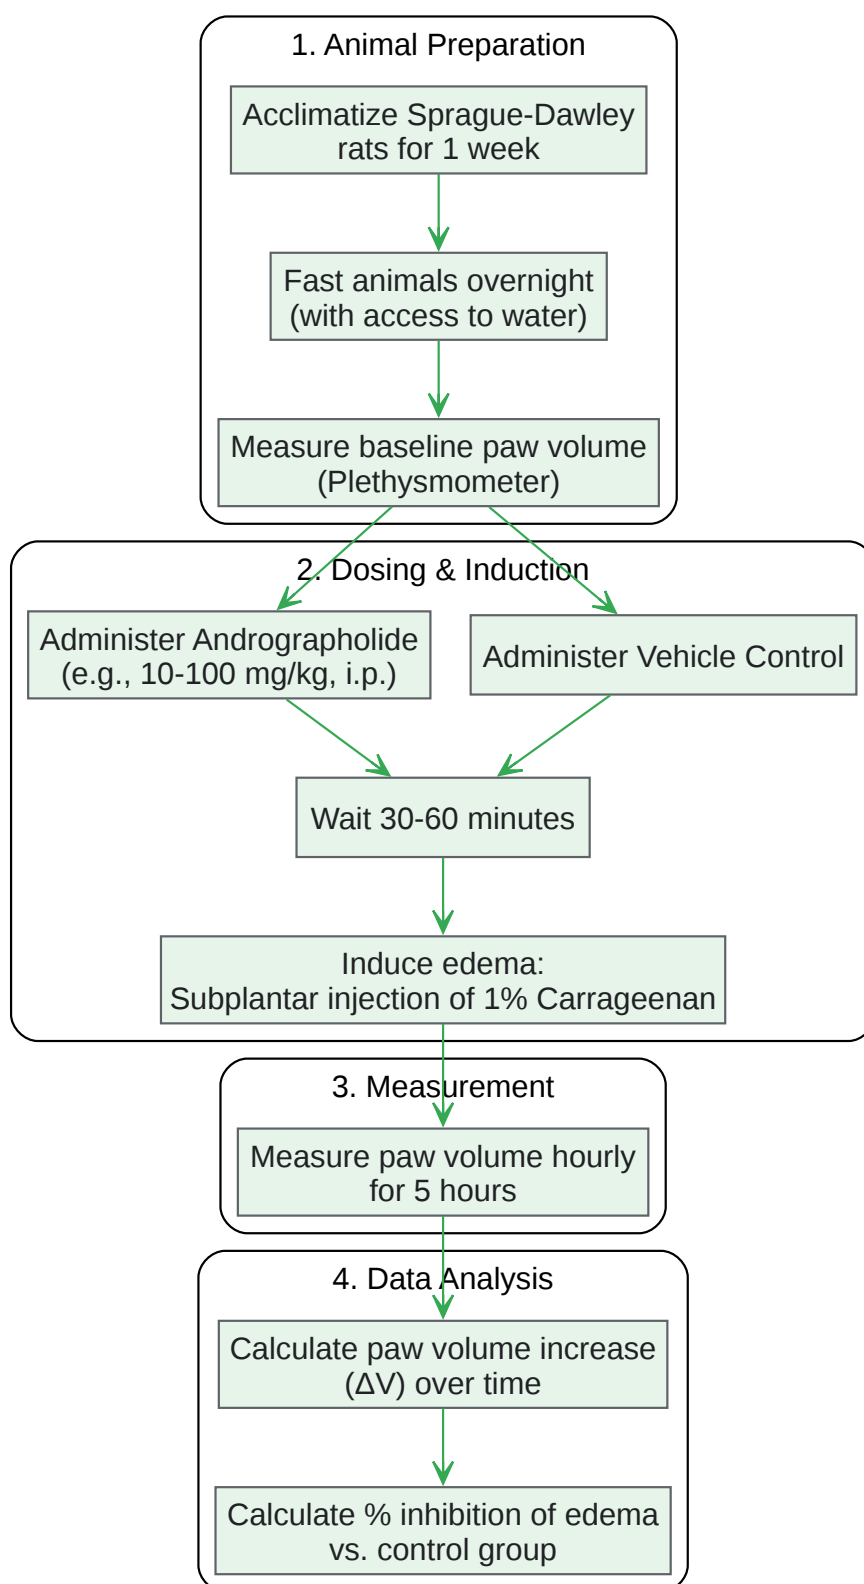 1. Animal Preparation
Acclimatize Sprague-Dawley
rats for 1 week
Fast animals overnight
(with access to water)
Measure baseline paw volume
(Plethysmometer)
2. Dosing & Induction
Administer Andrographolide
(e.g., 10-100 mg/kg, i.p.)
Administer Vehicle Control
Wait 30-60 minutes
Induce edema:
Subplantar injection of 1% Carrageenan
3. Measurement
Measure paw volume hourly
for 5 hours
4. Data Analysis
Calculate paw volume increase
(ΔV) over time
Calculate % inhibition of edema
vs. control group